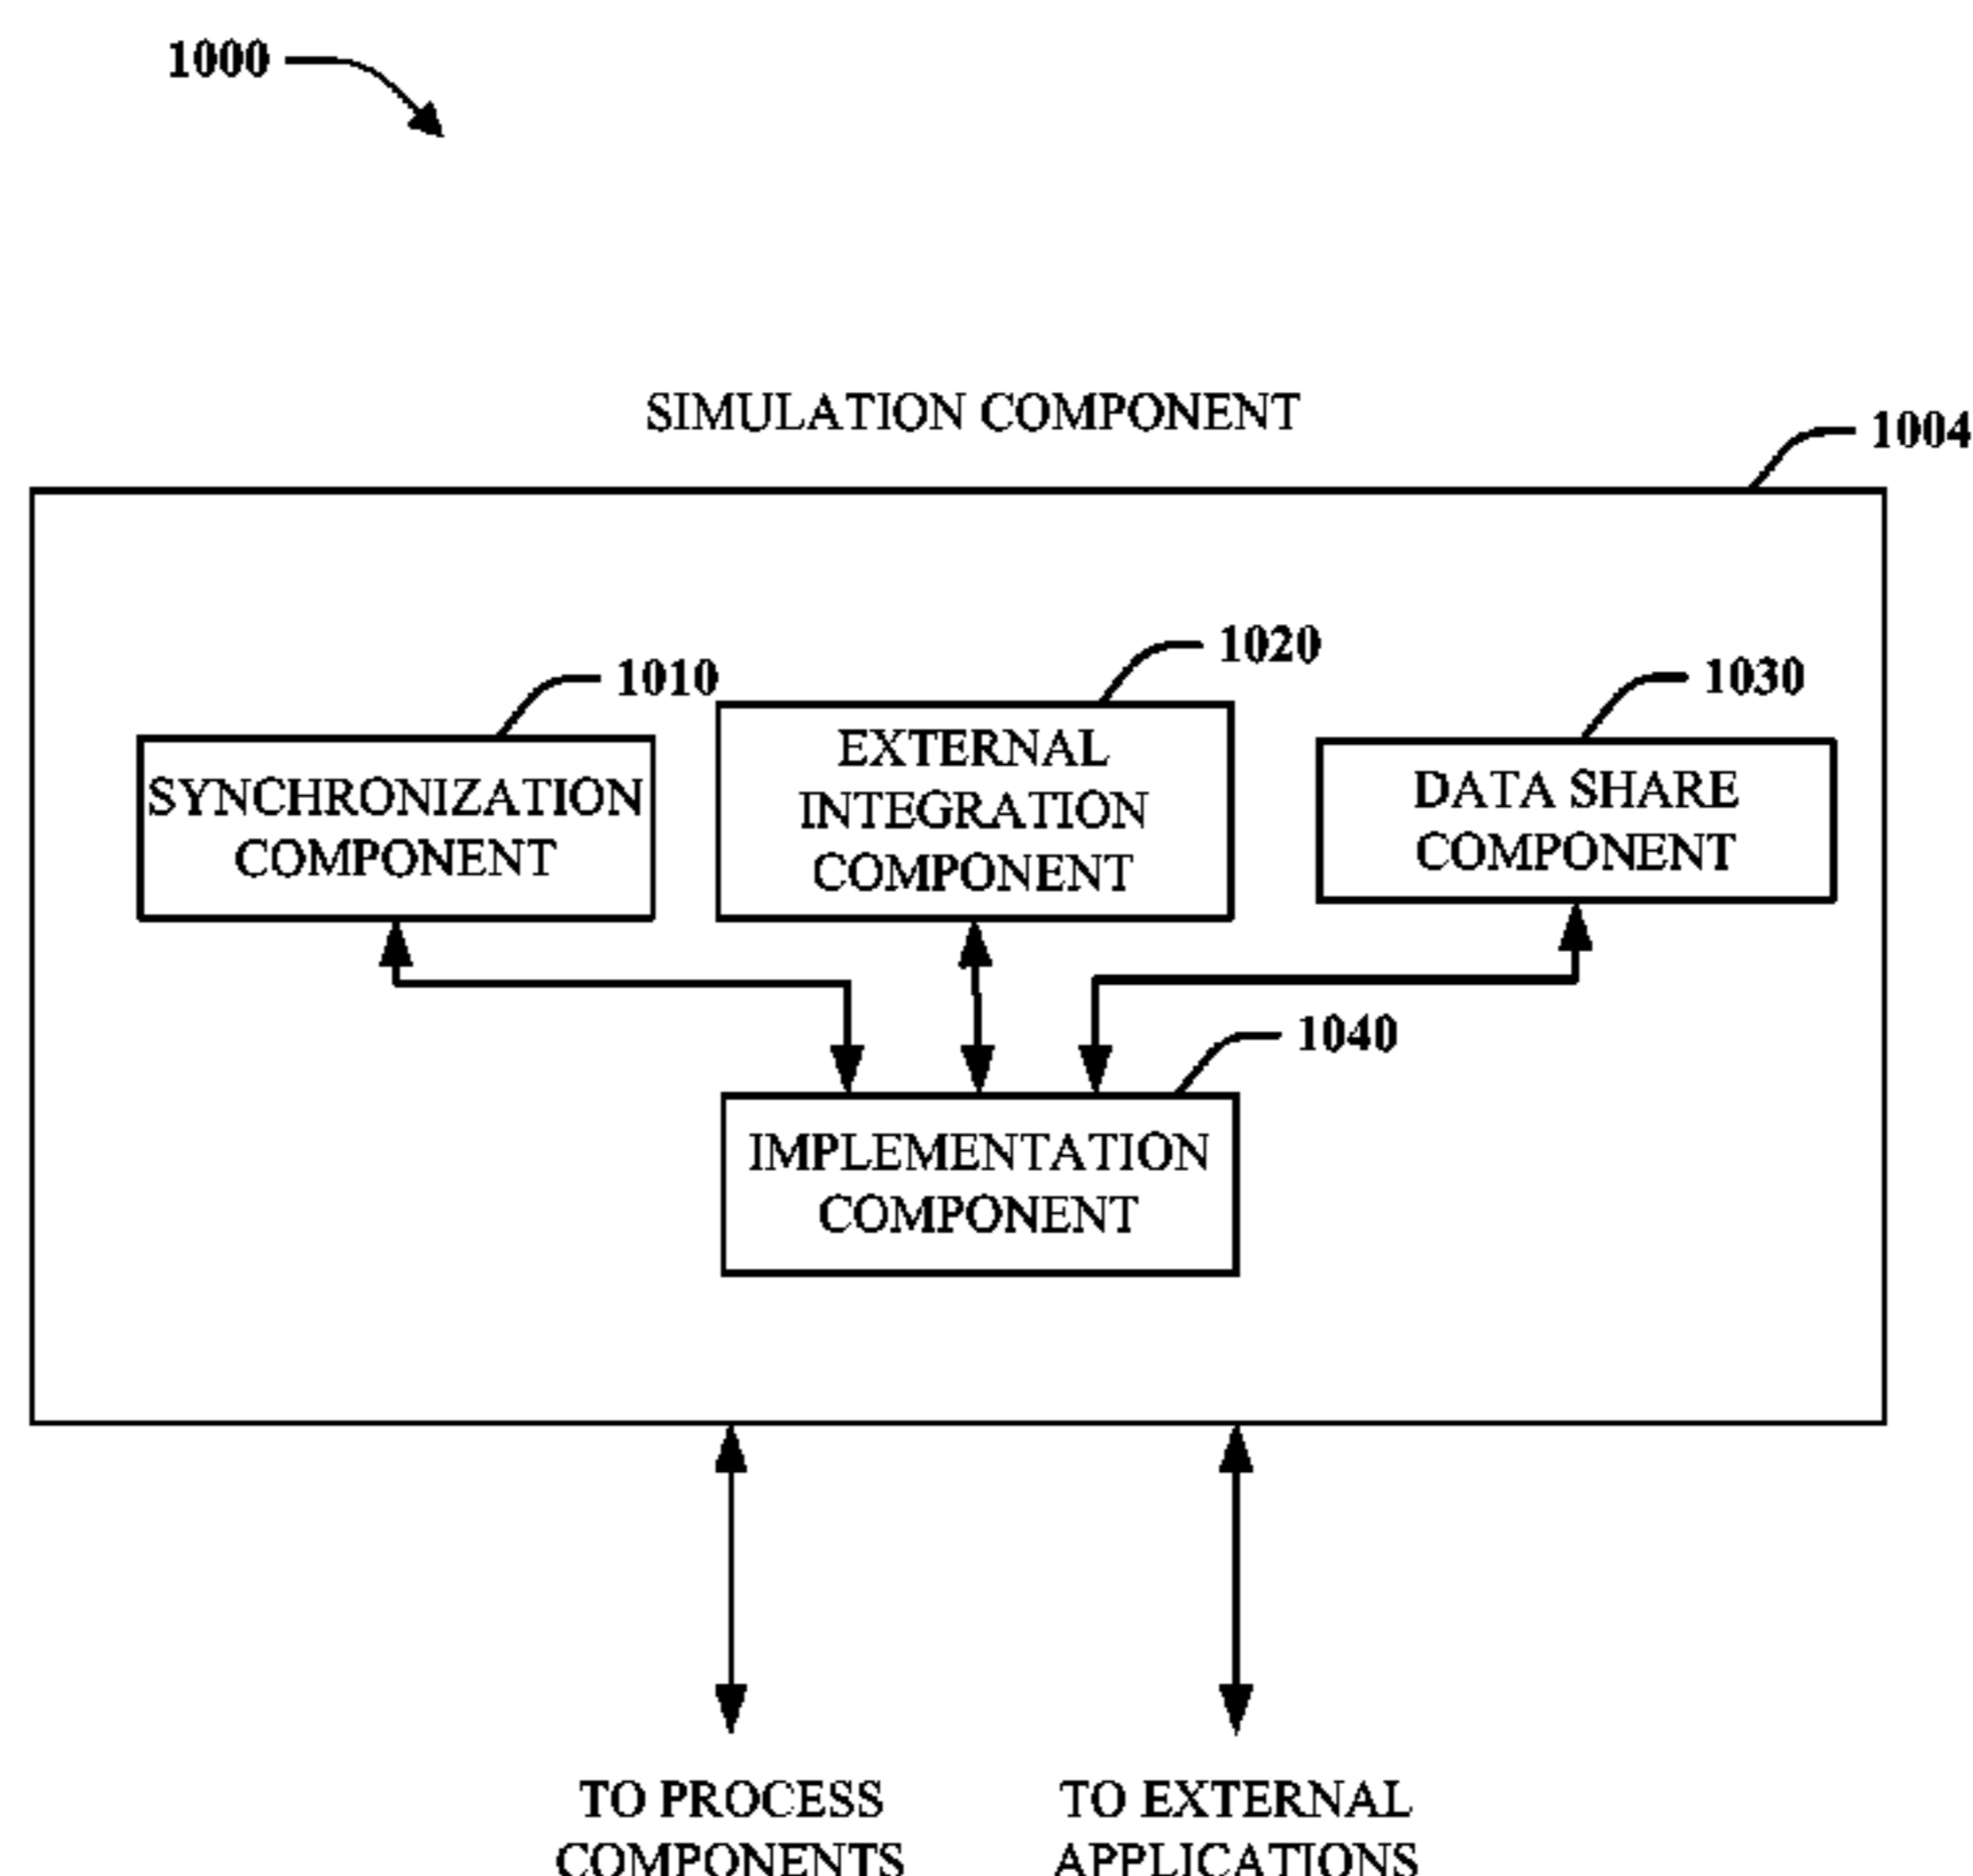 1000
SIMULATION COMPONENT
1004
1010
1020
1030
SYNCHRONIZATION
COMPONENT
EXTERNAL
INTEGRATION
COMPONENT
DATA SHARE
COMPONENT
1040
IMPLEMENTATION
COMPONENT
TO PROCESS
COMPONENTS
TO EXTERNAL
APPLICATIONS